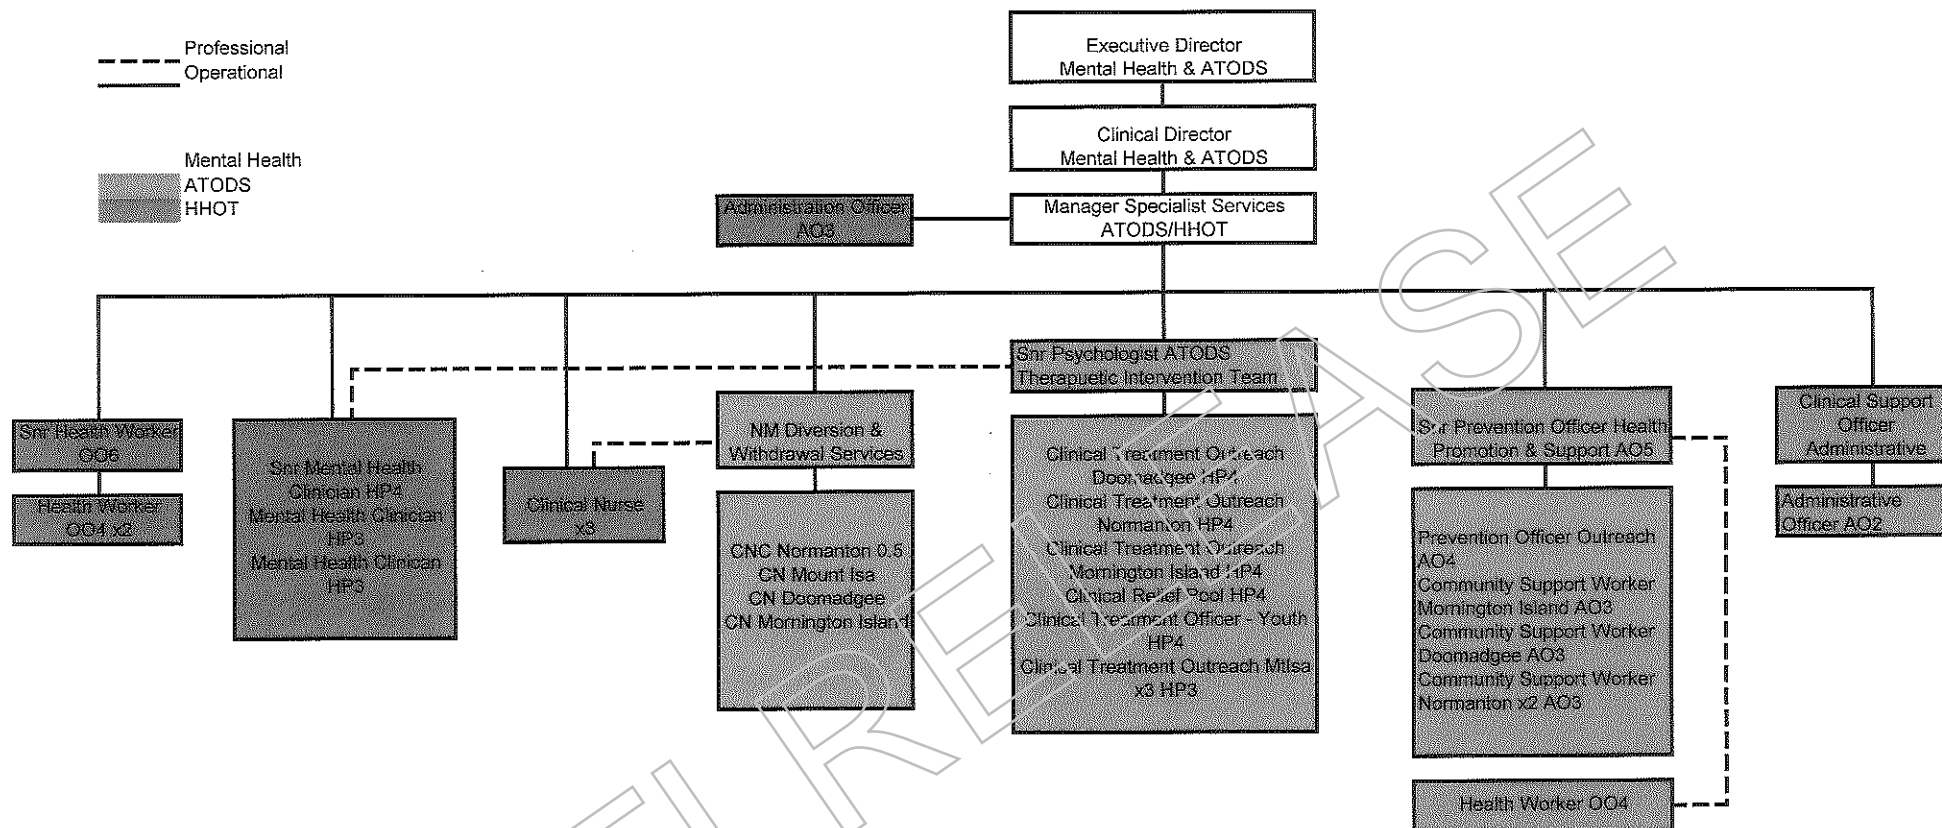 Professional
Operational
Mental Health
ATODS
HHOT
Executive Director
Mental Health & ATODS
Clinical Director
Mental Health & ATODS
Manager Specialist Services
ATODS/HHOT
Administration Officer
AO3
Snr Health Worker
OO6
Health Worker
OO4 x2
Snr Mental Health
Clinician HP4
Mental Health Clinician
HP3
Mental Health Clinican
HP3
Clinical Nurse
x3
NM Diversion &
Withdrawal Services
CNC Normanton 0.5
CN Mount Isa
CN Doomadgee
CN Mornington Island
Snr Psychologist ATODS
Therapuetic Intervention Team
Clinical Treatment Outreach
Doomadgee HP4
Clinical Treatment Outreach
Normanton HP4
Clinical Treatment Outreach
Mornington Island HP4
Clinical Relief Pool HP4
Clinical Treatment Officer - Youth
HP4
Clinical Treatment Outreach MtIsa
x3 HP3
Snr Prevention Officer Health
Promotion & Support AO5
Prevention Officer Outreach
AO4
Community Support Worker
Mornington Island AO3
Community Support Worker
Doomadgee AO3
Community Support Worker
Normanton x2 AO3
Health Worker OO4
Clinical Support
Officer
Administrative
Administrative
Officer AO2
RELEASE